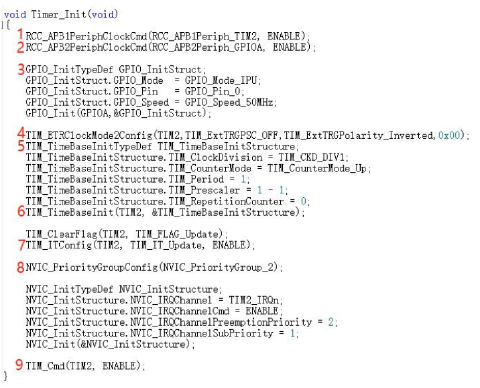 void Timer_Init(void)
{
1 RCC_APB1PeriphClockCmd(RCC_APB1Periph_TIM2, ENABLE);
2 RCC_APB2PeriphClockCmd(RCC_APB2Periph_GPIOA, ENABLE);
3 GPIO_InitTypeDef GPIO_InitStruct;
GPIO_InitStruct.GPIO_Mode = GPIO_Mode_IPU;
GPIO_InitStruct.GPIO_Pin = GPIO_Pin_0;
GPIO_InitStruct.GPIO_Speed = GPIO_Speed_50MHz;
GPIO_Init(GPIOA,&GPIO_InitStruct);
4 TIM_ETRClockMode2Config(TIM2,TIM_ExtTRGPSC_OFF,TIM_ExtTRGPolarity_Inverted,0x00);
5 TIM_TimeBaseInitTypeDef TIM_TimeBaseInitStructure;
TIM_TimeBaseInitStructure.TIM_ClockDivision = TIM_CKD_DIV1;
TIM_TimeBaseInitStructure.TIM_CounterMode = TIM_CounterMode_Up;
TIM_TimeBaseInitStructure.TIM_Period = 1;
TIM_TimeBaseInitStructure.TIM_Prescaler = 1 - 1;
TIM_TimeBaseInitStructure.TIM_RepetitionCounter = 0;
6 TIM_TimeBaseInit(TIM2, &TIM_TimeBaseInitStructure);
TIM_ClearFlag(TIM2, TIM_FLAG_Update);
7 TIM_ITConfig(TIM2, TIM_IT_Update, ENABLE);
8 NVIC_PriorityGroupConfig(NVIC_PriorityGroup_2);
NVIC_InitTypeDef NVIC_InitStructure;
NVIC_InitStructure.NVIC_IRQChannel = TIM2_IRQn;
NVIC_InitStructure.NVIC_IRQChannelCmd = ENABLE;
NVIC_InitStructure.NVIC_IRQChannelPreemptionPriority = 2;
NVIC_InitStructure.NVIC_IRQChannelSubPriority = 1;
NVIC_Init(&NVIC_InitStructure);
9 TIM_Cmd(TIM2, ENABLE);
}